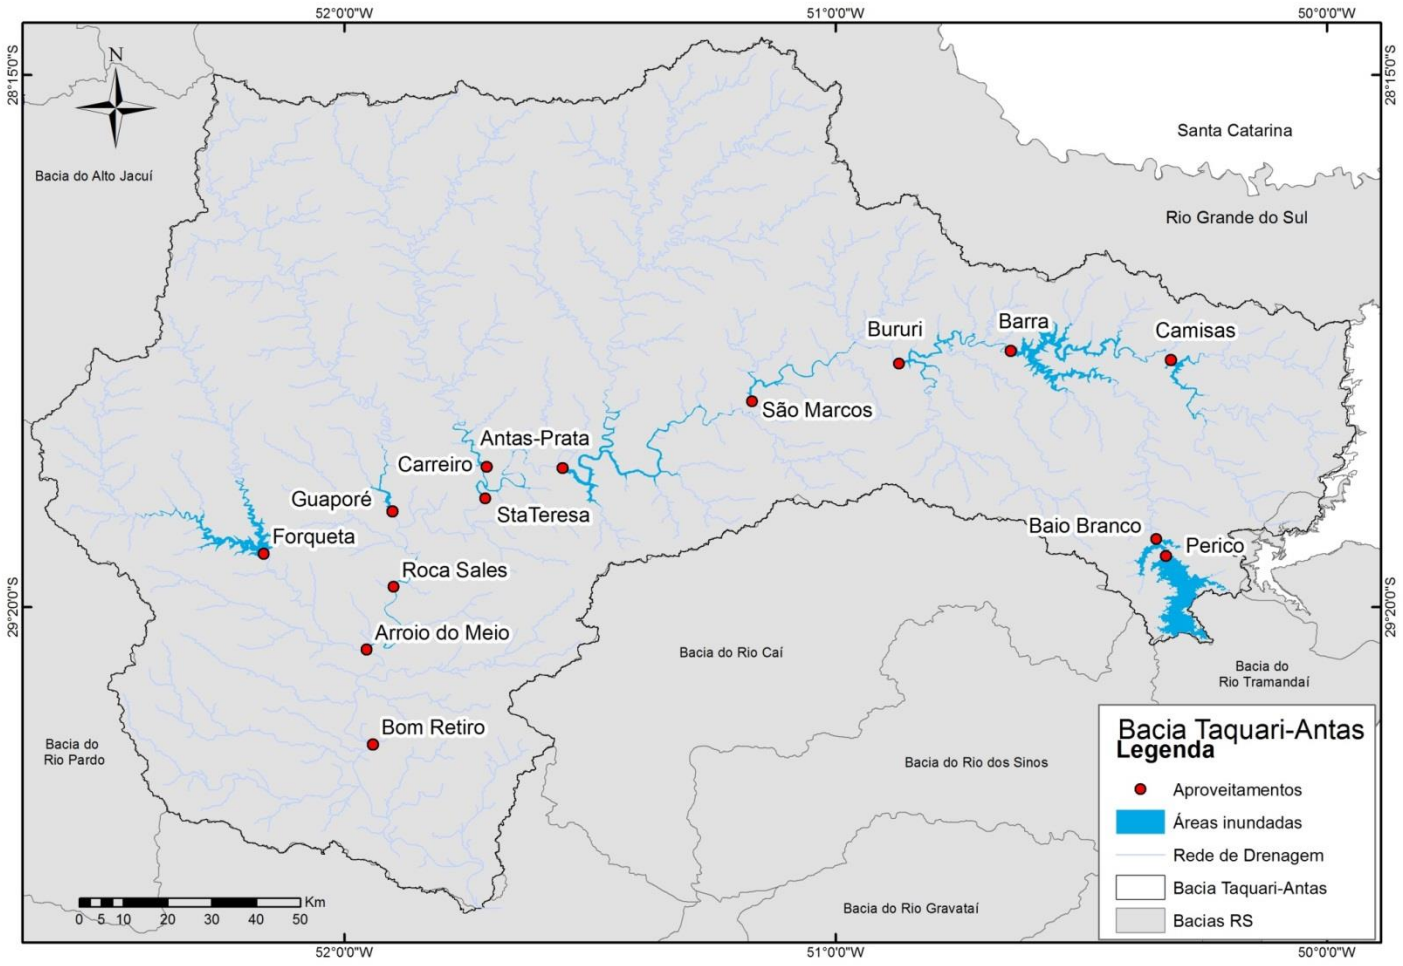 52°0'0"W
51°0'0"W
50°0'0"W
28°15'0"S
28°15'0"S
N
Santa Catarina
Bacia do Alto Jacuí
Rio Grande do Sul
Bururi
Barra
Camisas
São Marcos
Antas-Prata
Carreiro
Guaporé
StaTeresa
Forqueta
Baio Branco
Perico
Roca Sales
29°20'0"S
29°20'0"S
Arroio do Meio
Bacia do Rio Caí
Bacia do
Rio Tramandaí
Bom Retiro
Bacia do
Rio Pardo
Bacia do Rio dos Sinos
Bacia Taquari-Antas
Legenda
Aproveitamentos
Áreas inundadas
Rede de Drenagem
Bacia Taquari-Antas
Bacias RS
Bacia do Rio Gravataí
Km
0 5 10 20 30 40 50
52°0'0"W
51°0'0"W
50°0'0"W